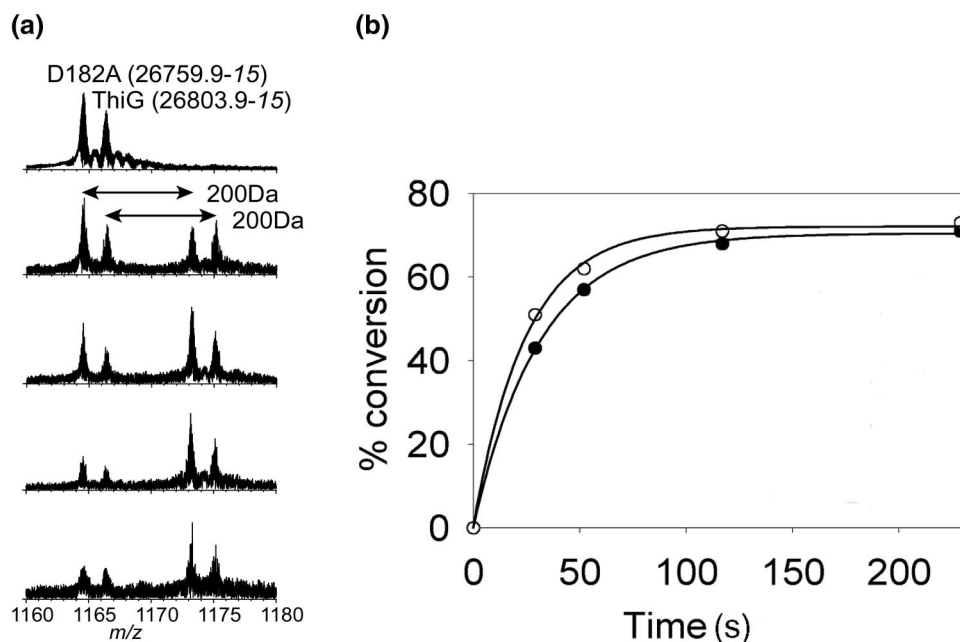 (a)
D182A (26759.9-15)
ThiG (26803.9-15)
200Da
200Da
1160 1165 1170 1175 1180
m/z
(b)
80
60
40
20
0
% conversion
0 50 100 150 200
Time (s)